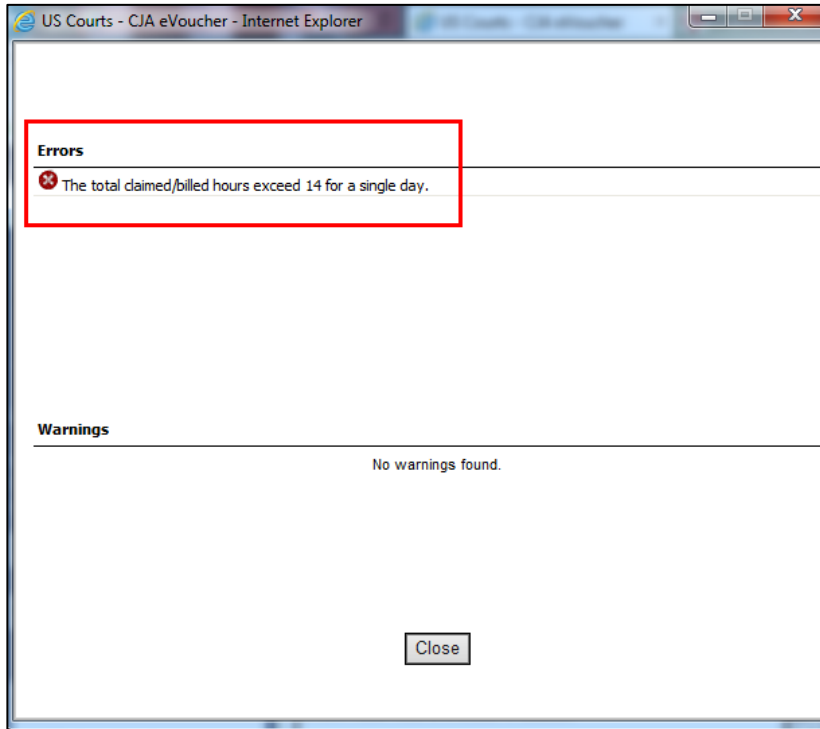 US Courts - CJA eVoucher - Internet Explorer
Errors
The total claimed/billed hours exceed 14 for a single day.
Warnings
No warnings found.
Close